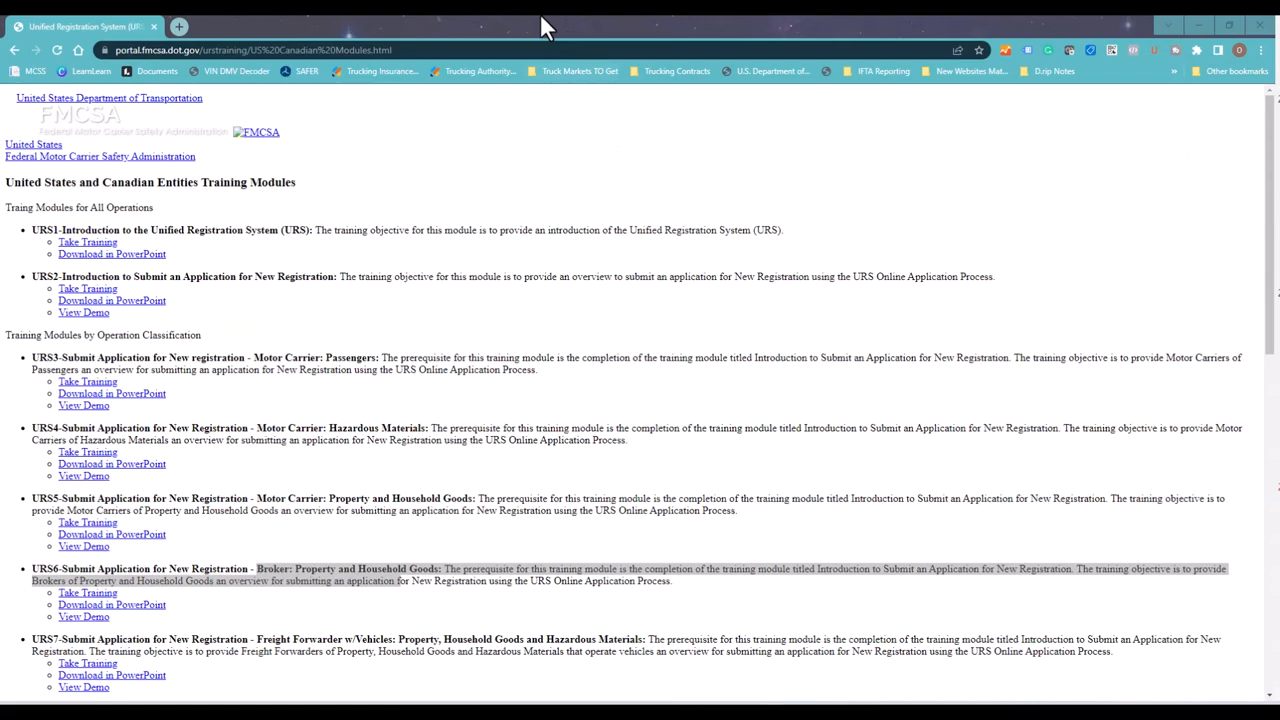 Unified Registration System (UR
portal.fmcsa.dot.gov/urstraining/US%20Canadian%20Modules.html
MCSS LearnLearn Documents VIN DMV Decoder SAFER Trucking Insurance... Trucking Authority... Truck Markets TO Get Trucking Contracts U.S. Department of... IFTA Reporting New Websites Mat... D.rip Notes » Other bookmarks
United States Department of Transportation
FMCSA
Federal Motor Carrier Safety Administration FMCSA
United States
Federal Motor Carrier Safety Administration
United States and Canadian Entities Training Modules
Traing Modules for All Operations
URS1-Introduction to the Unified Registration System (URS): The training objective for this module is to provide an introduction of the Unified Registration System (URS).
Take Training
Download in PowerPoint
URS2-Introduction to Submit an Application for New Registration: The training objective for this module is to provide an overview to submit an application for New Registration using the URS Online Application Process.
Take Training
Download in PowerPoint
View Demo
Training Modules by Operation Classification
URS3-Submit Application for New registration - Motor Carrier: Passengers: The prerequisite for this training module is the completion of the training module titled Introduction to Submit an Application for New Registration. The training objective is to provide Motor Carriers of
Passengers an overview for submitting an application for New Registration using the URS Online Application Process.
Take Training
Download in PowerPoint
View Demo
URS4-Submit Application for New Registration - Motor Carrier: Hazardous Materials: The prerequisite for this training module is the completion of the training module titled Introduction to Submit an Application for New Registration. The training objective is to provide Motor
Carriers of Hazardous Materials an overview for submitting an application for New Registration using the URS Online Application Process.
Take Training
Download in PowerPoint
View Demo
URS5-Submit Application for New Registration - Motor Carrier: Property and Household Goods: The prerequisite for this training module is the completion of the training module titled Introduction to Submit an Application for New Registration. The training objective is to
provide Motor Carriers of Property and Household Goods an overview for submitting an application for New Registration using the URS Online Application Process.
Take Training
Download in PowerPoint
View Demo
URS6-Submit Application for New Registration - Broker: Property and Household Goods: The prerequisite for this training module is the completion of the training module titled Introduction to Submit an Application for New Registration. The training objective is to provide
Brokers of Property and Household Goods an overview for submitting an application for New Registration using the URS Online Application Process.
Take Training
Download in PowerPoint
View Demo
URS7-Submit Application for New Registration - Freight Forwarder w/Vehicles: Property, Household Goods and Hazardous Materials: The prerequisite for this training module is the completion of the training module titled Introduction to Submit an Application for New
Registration. The training objective is to provide Freight Forwarders of Property, Household Goods and Hazardous Materials that operate vehicles an overview for submitting an application for New Registration using the URS Online Application Process.
Take Training
Download in PowerPoint
View Demo